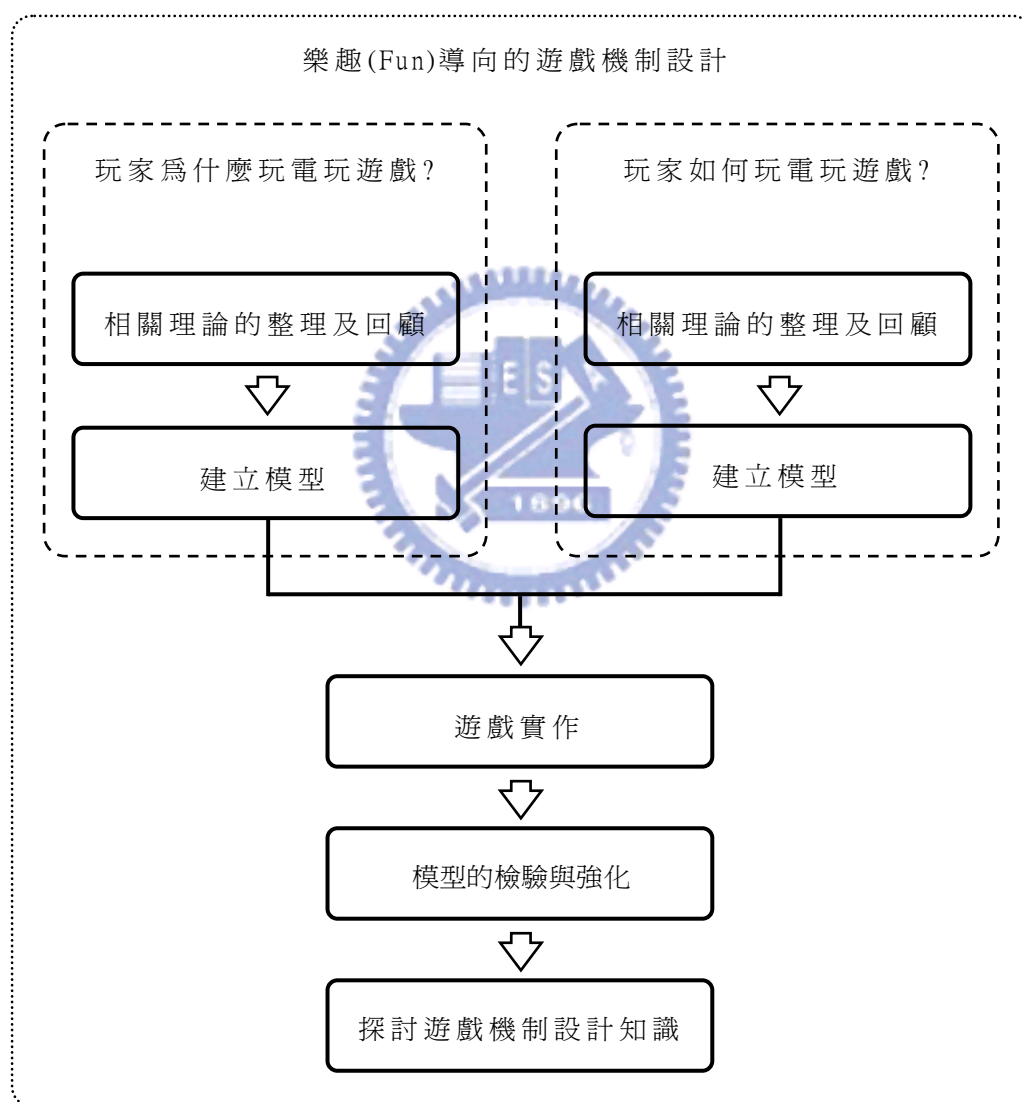 樂趣(Fun)導向的遊戲機制設計
玩家爲什麼玩電玩遊戲?
相關理論的整理及回顧
建立模型
玩家如何玩電玩遊戲?
相關理論的整理及回顧
建立模型
ES
1896
遊戲實作
模型的檢驗與強化
探討遊戲機制設計知識